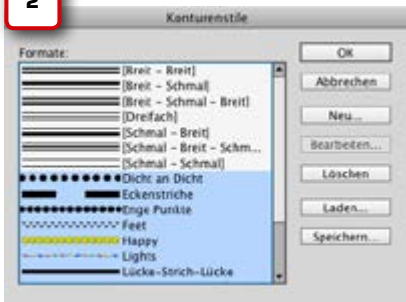 2
Konturenstile
Formate:
[Breit – Breit]
[Breit – Schmal]
[Breit – Schmal – Breit]
[Dreifach]
[Schmal – Breit]
[Schmal – Breit – Schm...
[Schmal – Schmal]
Dicht an Dicht
Eckenstriche
Enge Punkte
Feet
Happy
Lights
Lücke-Strich-Lücke
OK
Abbrechen
Neu...
Bearbeiten...
Löschen
Laden...
Speichern...